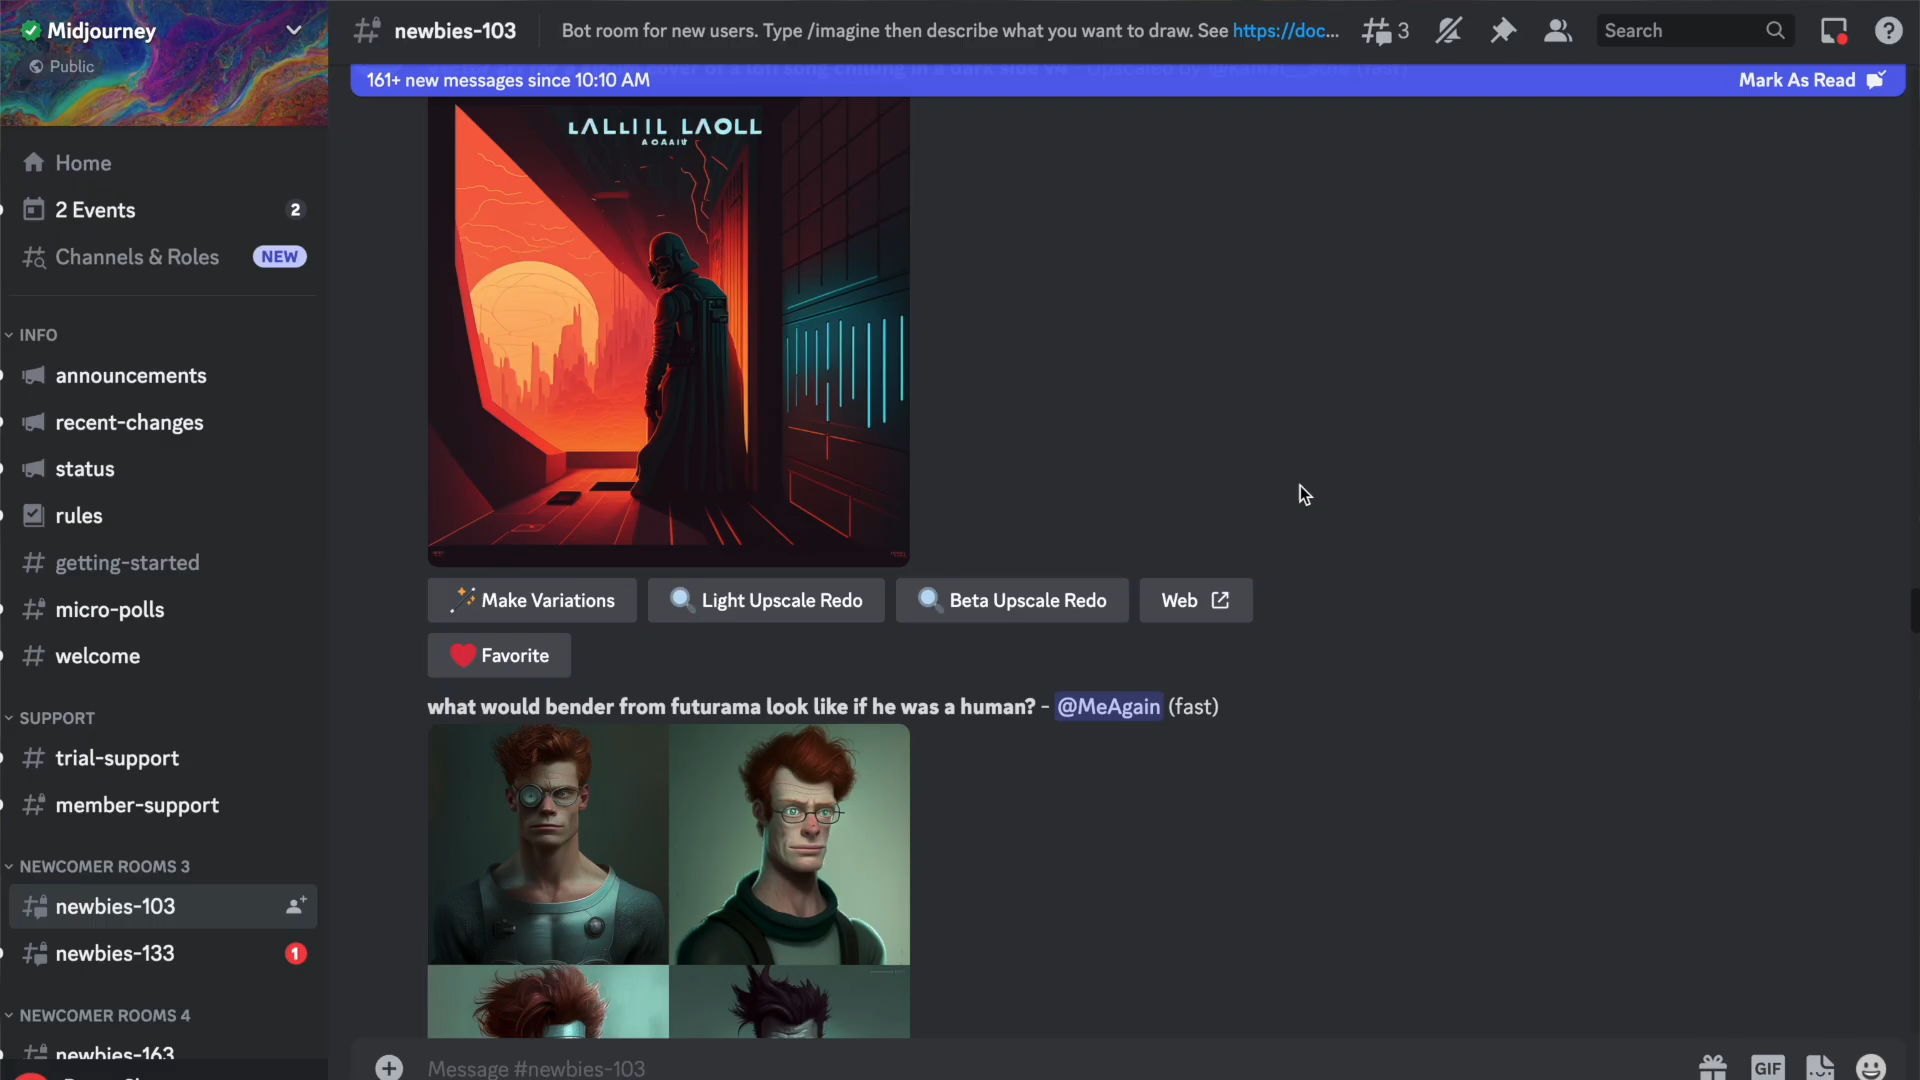 Midjourney
Public
newbies-103
Bot room for new users. Type /imagine then describe what you want to draw. See https://doc...
3
Search
161+ new messages since 10:10 AM
Mark As Read
Home
2 Events
2
Channels & Roles
NEW
INFO
announcements
recent-changes
status
rules
getting-started
micro-polls
welcome
SUPPORT
trial-support
member-support
NEWCOMER ROOMS 3
newbies-103
newbies-133
1
NEWCOMER ROOMS 4
newbies-163
Make Variations
Light Upscale Redo
Beta Upscale Redo
Web
Favorite
what would bender from futurama look like if he was a human? - @MeAgain (fast)
Message #newbies-103
GIF